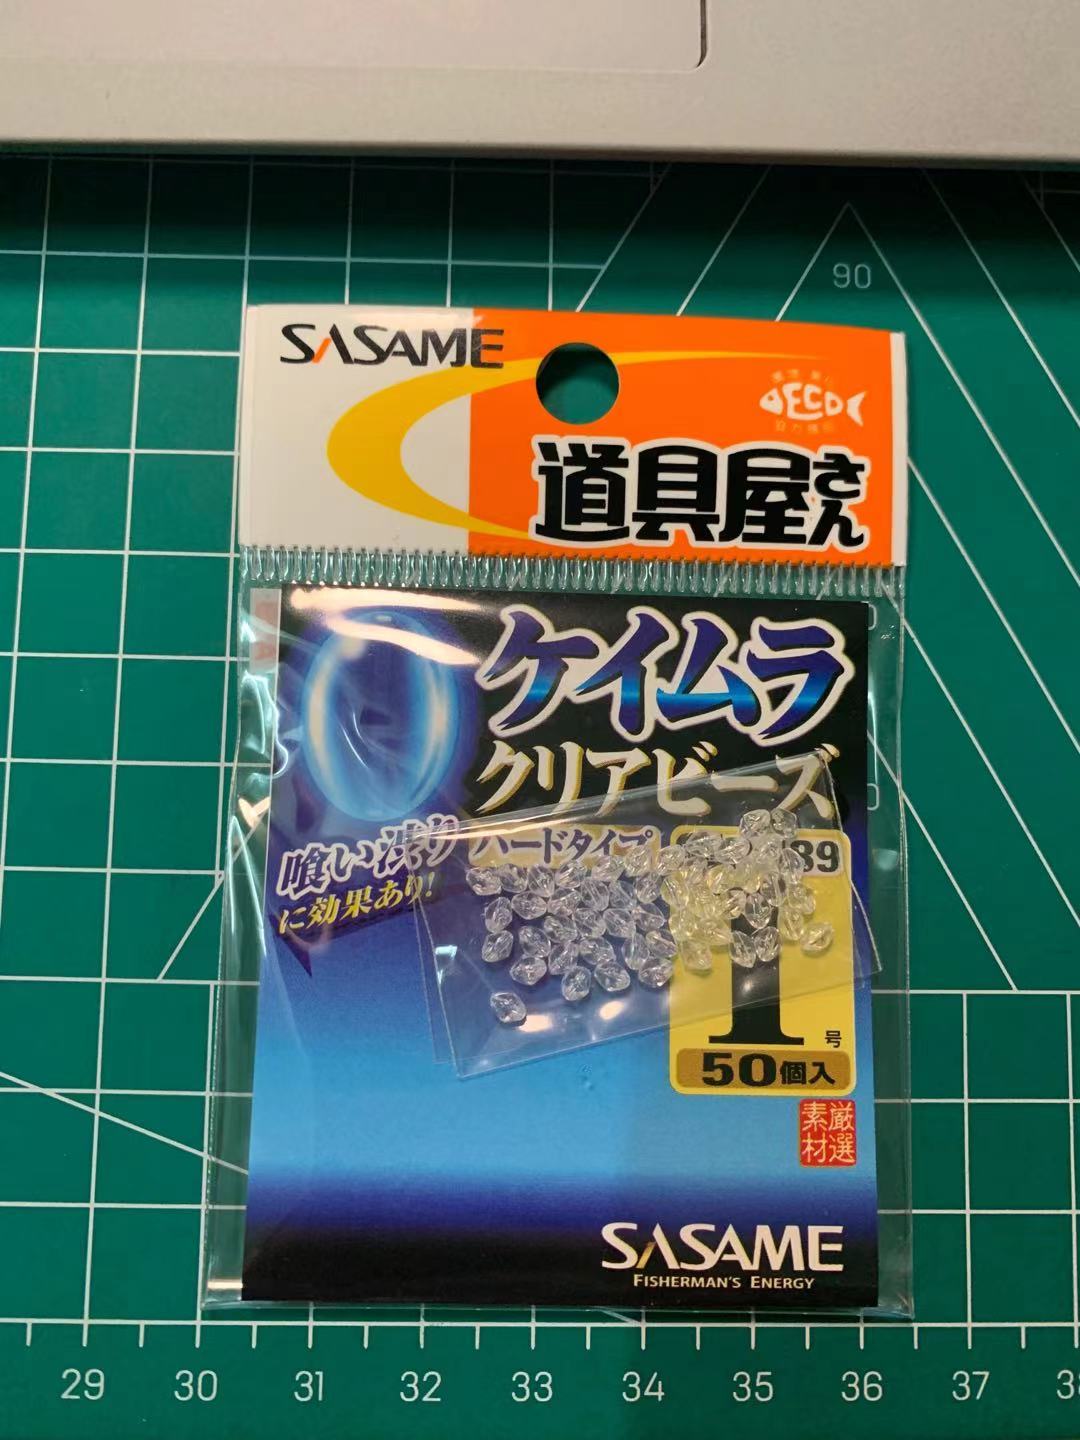 90
SASAME
ECO
道具屋さん
ケイムラ
クリアビーズ
喰い渋り
に効果あり!
ハードタイプ
39
1
号
50個入
厳選
素材
SASAME
FISHERMAN'S ENERGY
29 30 31 32 33 34 35 36 37